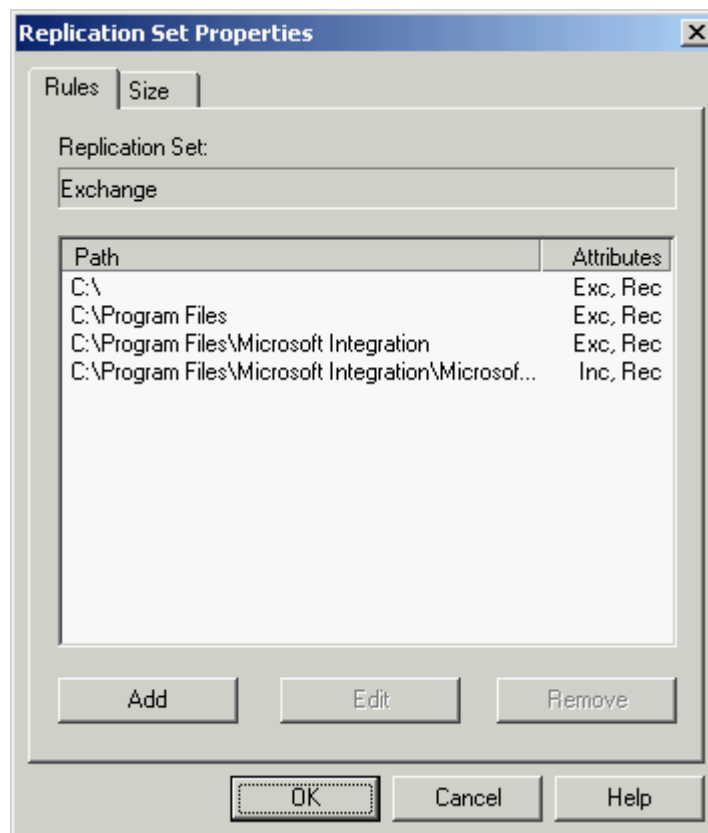 Replication Set Properties
Rules Size
Replication Set:
Exchange
Path Attributes
C:\ Exc, Rec
C:\Program Files Exc, Rec
C:\Program Files\Microsoft Integration Exc, Rec
C:\Program Files\Microsoft Integration\Microsof... Inc, Rec
Add Edit Remove
OK Cancel Help